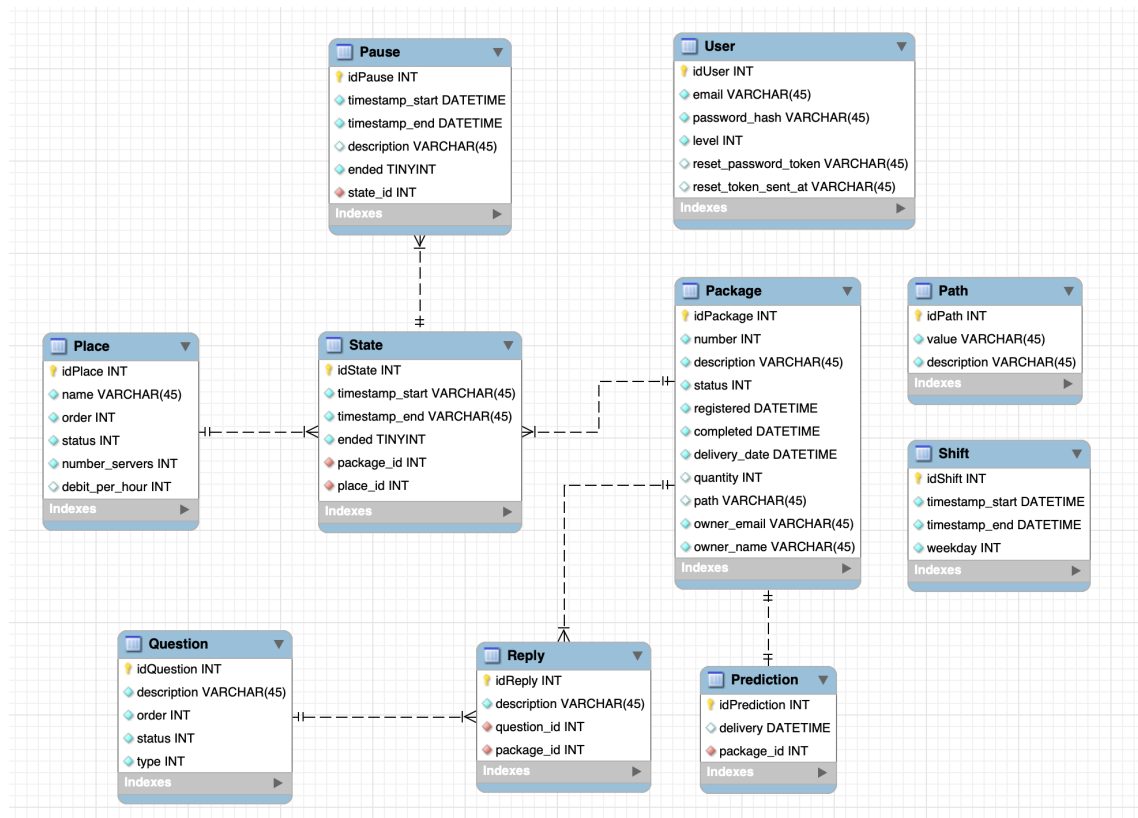 Pause
idPause INT
timestamp_start DATETIME
timestamp_end DATETIME
description VARCHAR(45)
ended TINYINT
state_id INT
Indexes
User
idUser INT
email VARCHAR(45)
password_hash VARCHAR(45)
level INT
reset_password_token VARCHAR(45)
reset_token_sent_at VARCHAR(45)
Indexes
Place
idPlace INT
name VARCHAR(45)
order INT
status INT
number_servers INT
debit_per_hour INT
Indexes
State
idState INT
timestamp_start VARCHAR(45)
timestamp_end VARCHAR(45)
ended TINYINT
package_id INT
place_id INT
Indexes
Package
idPackage INT
number INT
description VARCHAR(45)
status INT
registered DATETIME
completed DATETIME
delivery_date DATETIME
quantity INT
path VARCHAR(45)
owner_email VARCHAR(45)
owner_name VARCHAR(45)
Indexes
Path
idPath INT
value VARCHAR(45)
description VARCHAR(45)
Indexes
Shift
idShift INT
timestamp_start DATETIME
timestamp_end DATETIME
weekday INT
Indexes
Question
idQuestion INT
description VARCHAR(45)
order INT
status INT
type INT
Indexes
Reply
idReply INT
description VARCHAR(45)
question_id INT
package_id INT
Indexes
Prediction
idPrediction INT
delivery DATETIME
package_id INT
Indexes